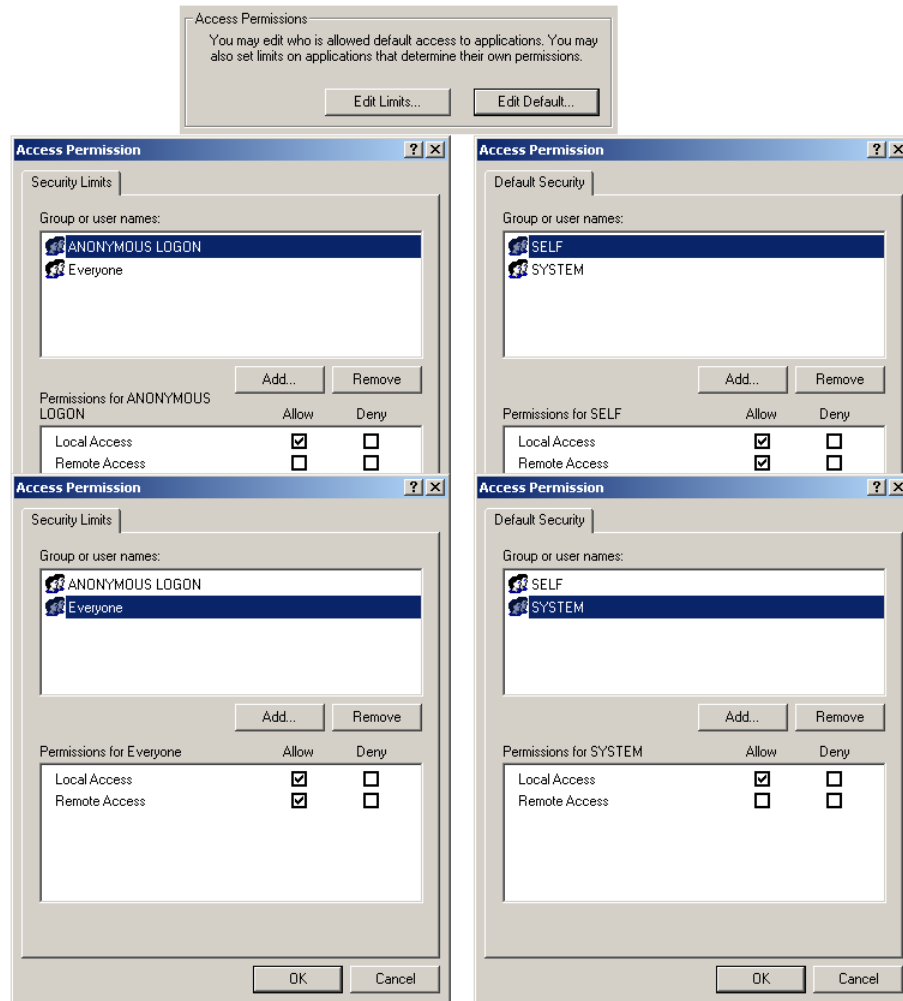 Access Permissions
You may edit who is allowed default access to applications. You may
also set limits on applications that determine their own permissions.
Edit Limits...
Edit Default...
Access Permission
Security Limits
Group or user names:
ANONYMOUS LOGON
Everyone
Add...
Remove
Permissions for ANONYMOUS
LOGON
Allow
Deny
Local Access
Remote Access
Access Permission
Default Security
Group or user names:
SELF
SYSTEM
Add...
Remove
Permissions for SELF
Allow
Deny
Local Access
Remote Access
Access Permission
Security Limits
Group or user names:
ANONYMOUS LOGON
Everyone
Add...
Remove
Permissions for Everyone
Allow
Deny
Local Access
Remote Access
OK
Cancel
Access Permission
Default Security
Group or user names:
SELF
SYSTEM
Add...
Remove
Permissions for SYSTEM
Allow
Deny
Local Access
Remote Access
OK
Cancel